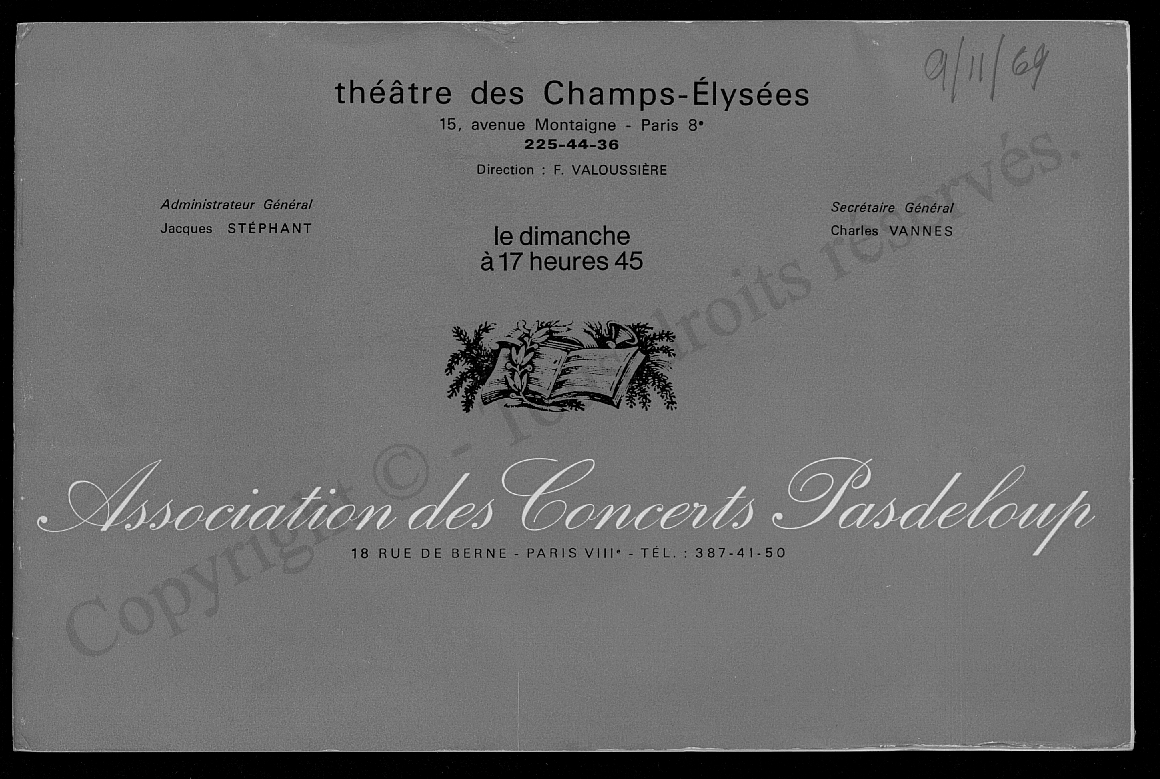 9/11/69
théâtre des Champs-Élysées
15, avenue Montaigne - Paris 8e
225-44-36
Direction : F. VALOUSSIÈRE
Administrateur Général
Jacques STÉPHANT
Secrétaire Général
Charles VANNES
le dimanche
à 17 heures 45
Association des Concerts Pasdeloup
18 RUE DE BERNE - PARIS VIIIe - TÉL. : 387-41-50
Copyright © - Tous droits réservés.